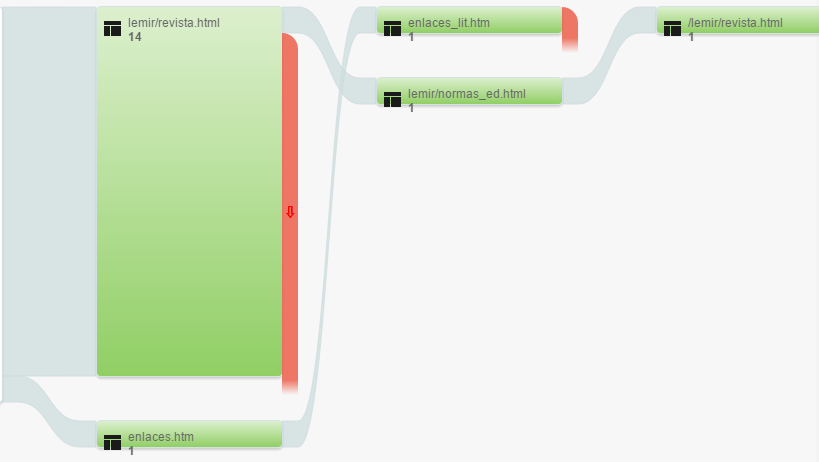 lemir/revista.html
14
enlaces.htm
1
enlaces_lit.htm
1
lemir/normas_ed.html
1
/lemir/revista.html
1